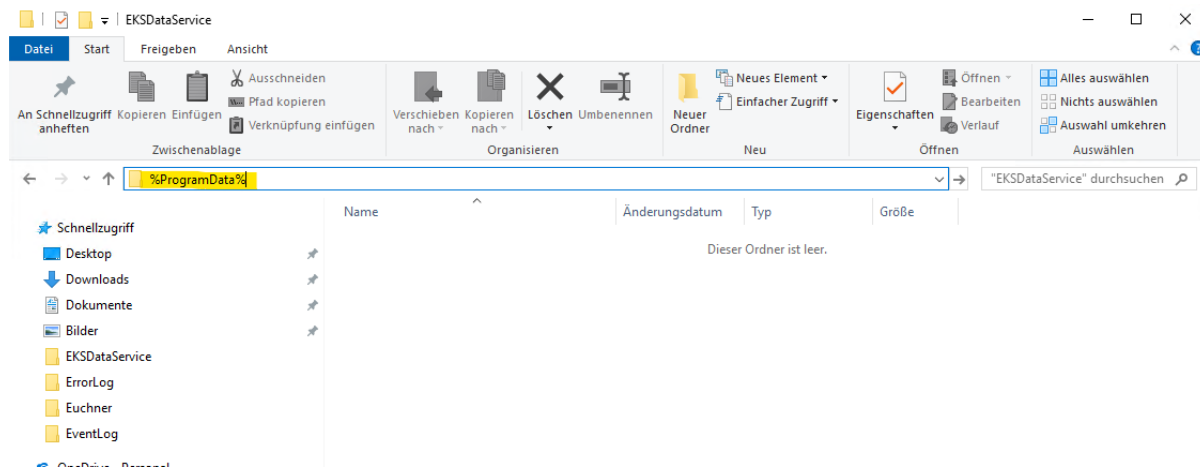 EKSDataService
Datei Start Freigeben Ansicht
An Schnellzugriff anheften
Kopieren
Einfügen
Ausschneiden
Pfad kopieren
Verknüpfung einfügen
Zwischenablage
Verschieben nach
Kopieren nach
Löschen
Umbenennen
Organisieren
Neuer Ordner
Neues Element
Einfacher Zugriff
Neu
Eigenschaften
Öffnen
Bearbeiten
Verlauf
Öffnen
Alles auswählen
Nichts auswählen
Auswahl umkehren
Auswählen
%ProgramData%
"EKSDataService" durchsuchen
Name Änderungsdatum Typ Größe
Dieser Ordner ist leer.
Schnellzugriff
Desktop
Downloads
Dokumente
Bilder
EKSDataService
ErrorLog
Euchner
EventLog
OneDrive - Personal